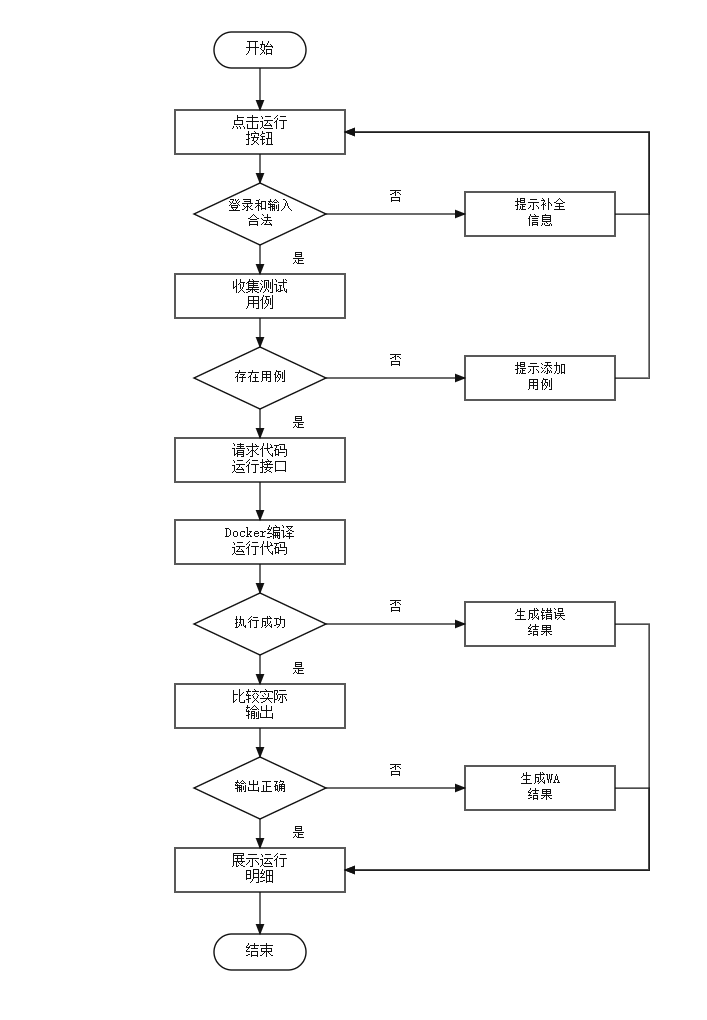 开始
点击运行
按钮
登录和输入
合法
否
提示补全
信息
是
收集测试
用例
存在用例
否
提示添加
用例
是
请求代码
运行接口
Docker编译
运行代码
执行成功
否
生成错误
结果
是
比较实际
输出
输出正确
否
生成WA
结果
是
展示运行
明细
结束